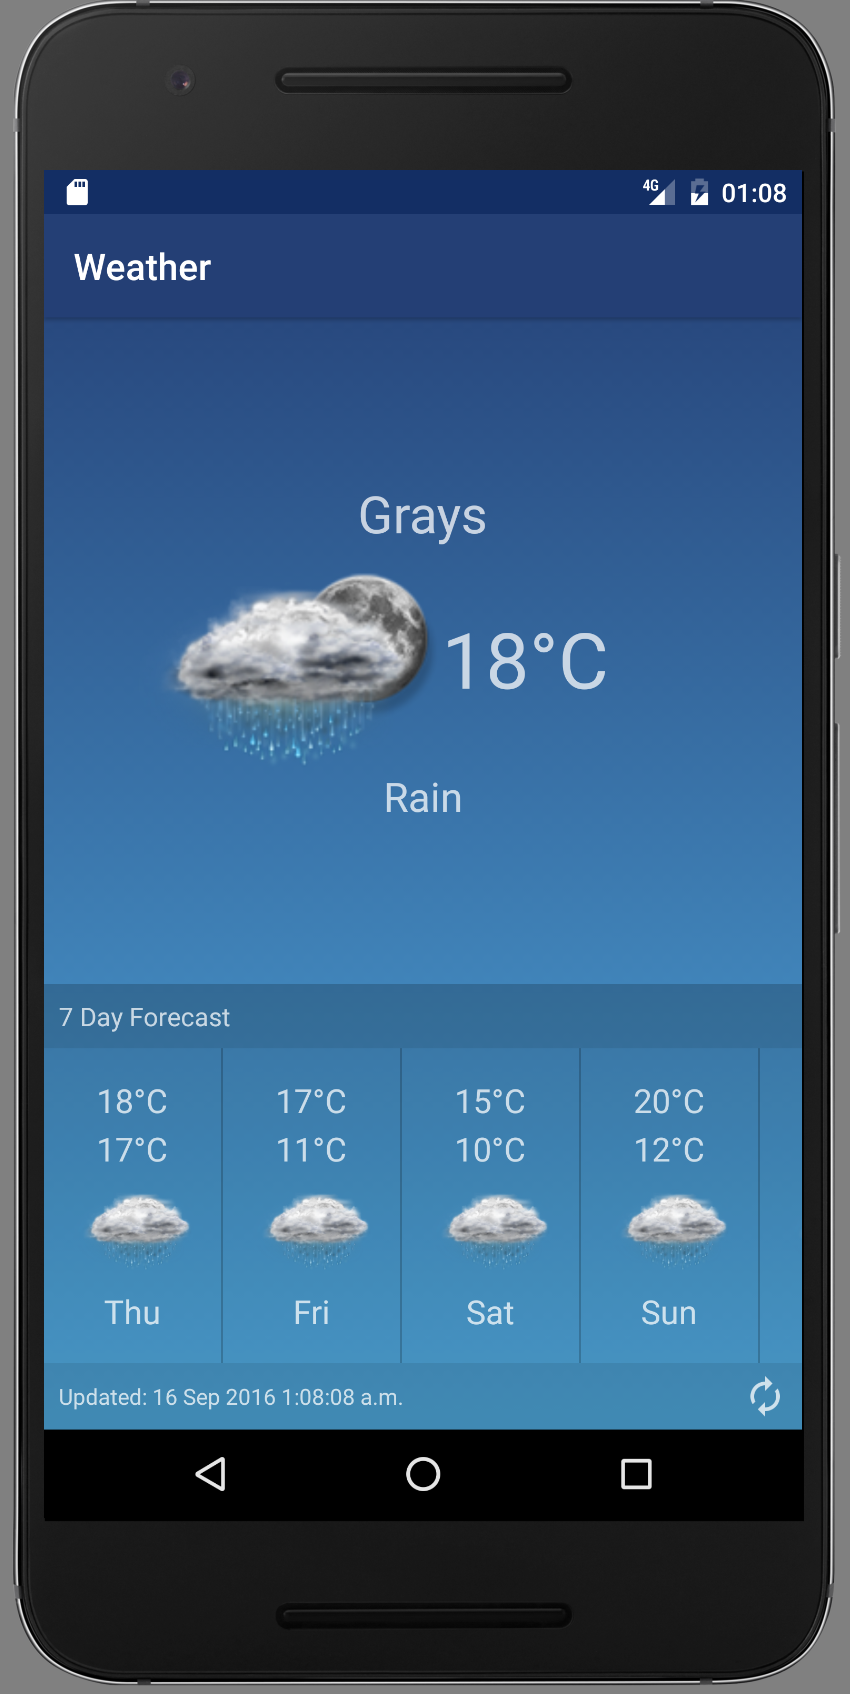 4G 01:08
Weather
Grays
18°C
Rain
7 Day Forecast
18°C 17°C 15°C 20°C
17°C 11°C 10°C 12°C
Thu Fri Sat Sun
Updated: 16 Sep 2016 1:08:08 a.m.